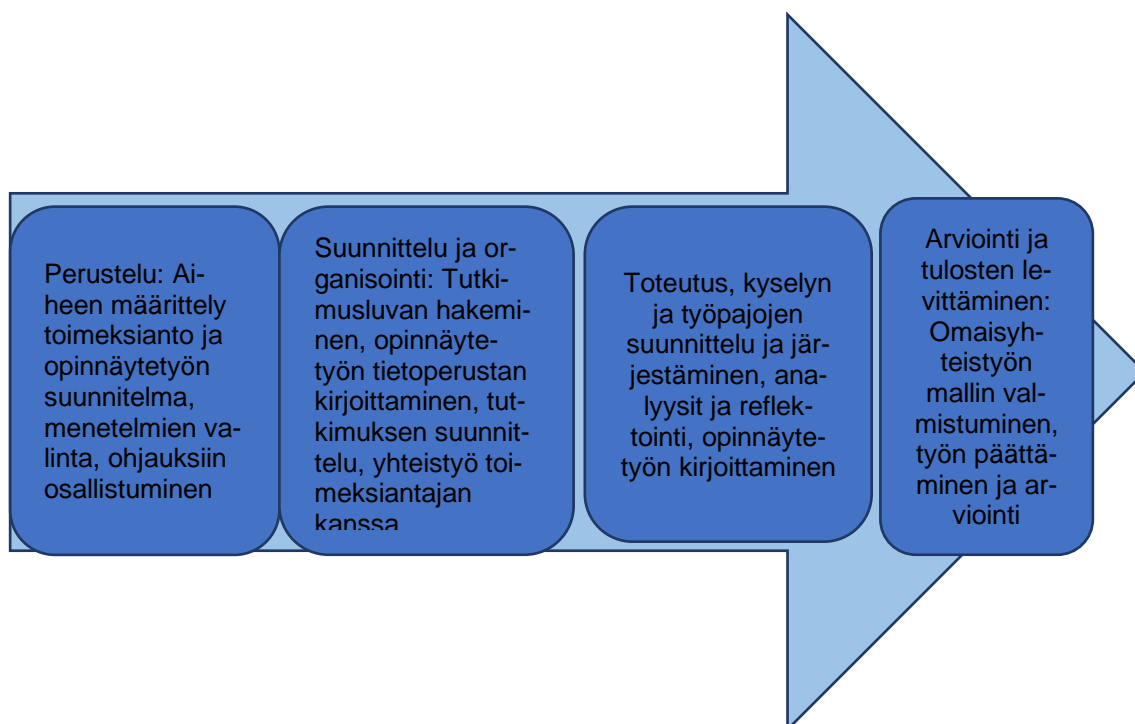 Perustelu: Ai-
heen määrittely
toimeksianto ja
opinnäytetyön
suunnitelma,
menetelmien va-
linta, ohjauksiin
osallistuminen
Suunnittelu ja or-
ganisointi: Tutki-
musluvan hakemi-
nen, opinnäyte-
työn tietoperustan
kirjoittaminen, tut-
kimuksen suunnit-
telu, yhteistyö toi-
meksiantajan
kanssa
Toteutus, kyselyn
ja työpajojen
suunnittelu ja jär-
jestäminen, ana-
lyysit ja reflek-
tointi, opinnäyte-
työn kirjoittaminen
Arviointi ja
tulosten le-
vittäminen:
Omaisyh-
teistyön
mallin val-
mistuminen,
työn päättä-
minen ja ar-
viointi